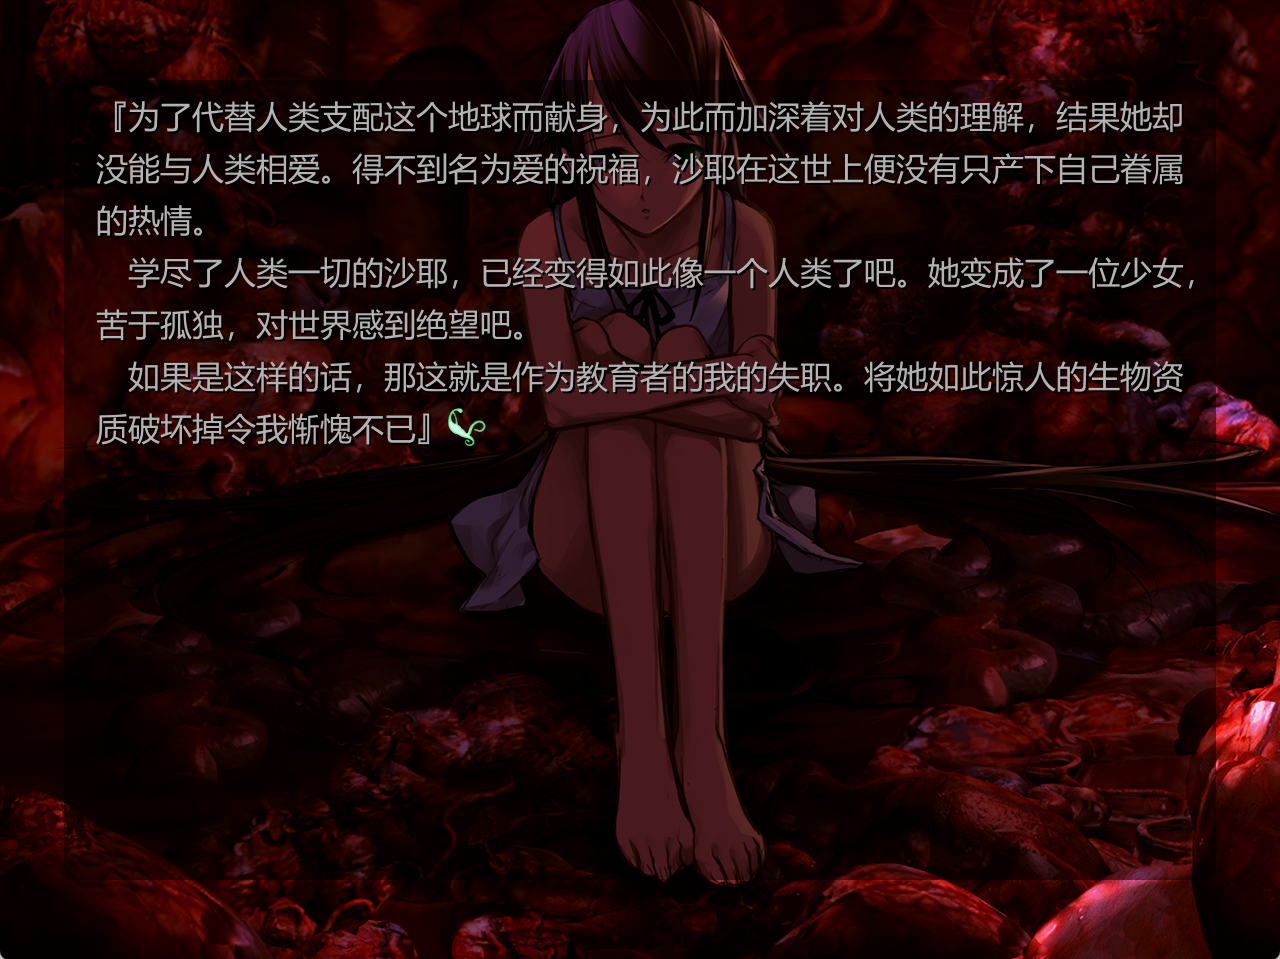 『为了代替人类支配这个地球而献身，为此而加深着对人类的理解，结果她却
没能与人类相爱。得不到名为爱的祝福，沙耶在这世上便没有只产下自己眷属
的热情。
学尽了人类一切的沙耶，已经变得如此像一个人类了吧。她变成了一位少女，
苦于孤独，对世界感到绝望吧。
如果是这样的话，那这就是作为教育者的我的失职。将她如此惊人的生物资
质破坏掉令我惭愧不已』